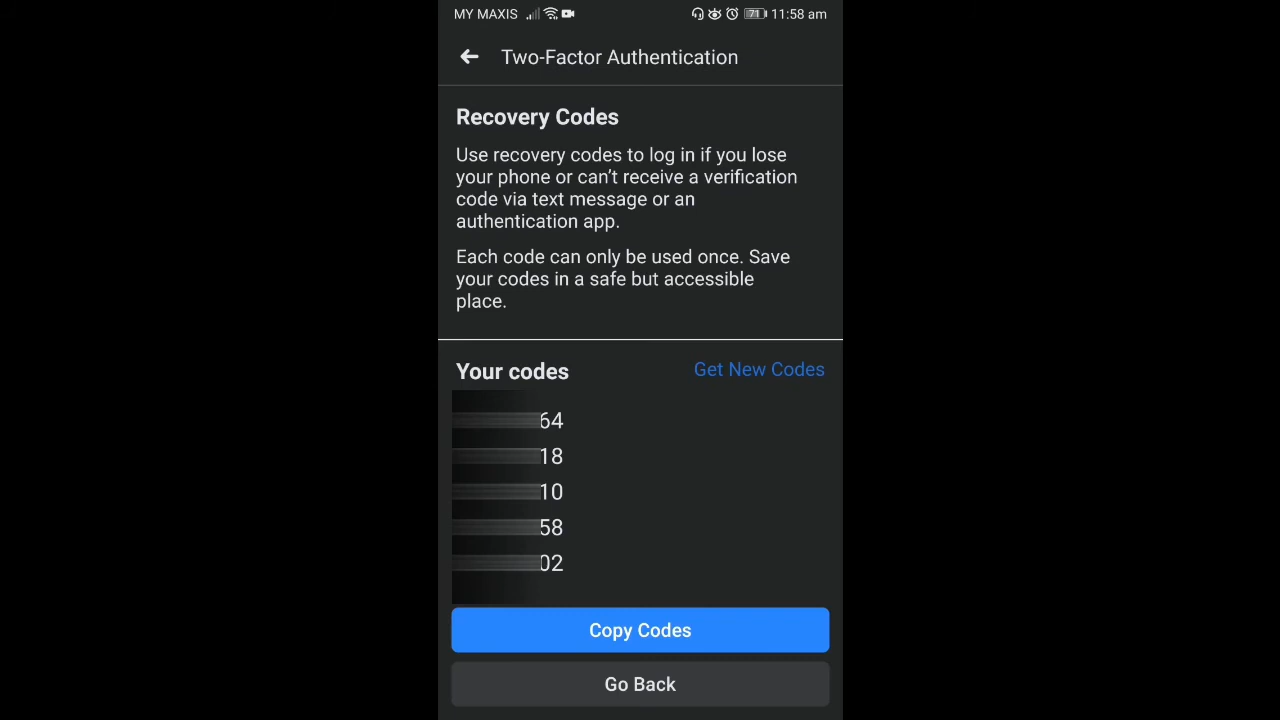 MY MAXIS 71 11:58 am
Two-Factor Authentication
Recovery Codes
Use recovery codes to log in if you lose
your phone or can't receive a verification
code via text message or an
authentication app.
Each code can only be used once. Save
your codes in a safe but accessible
place.
Your codes Get New Codes
64
18
10
58
02
Copy Codes
Go Back